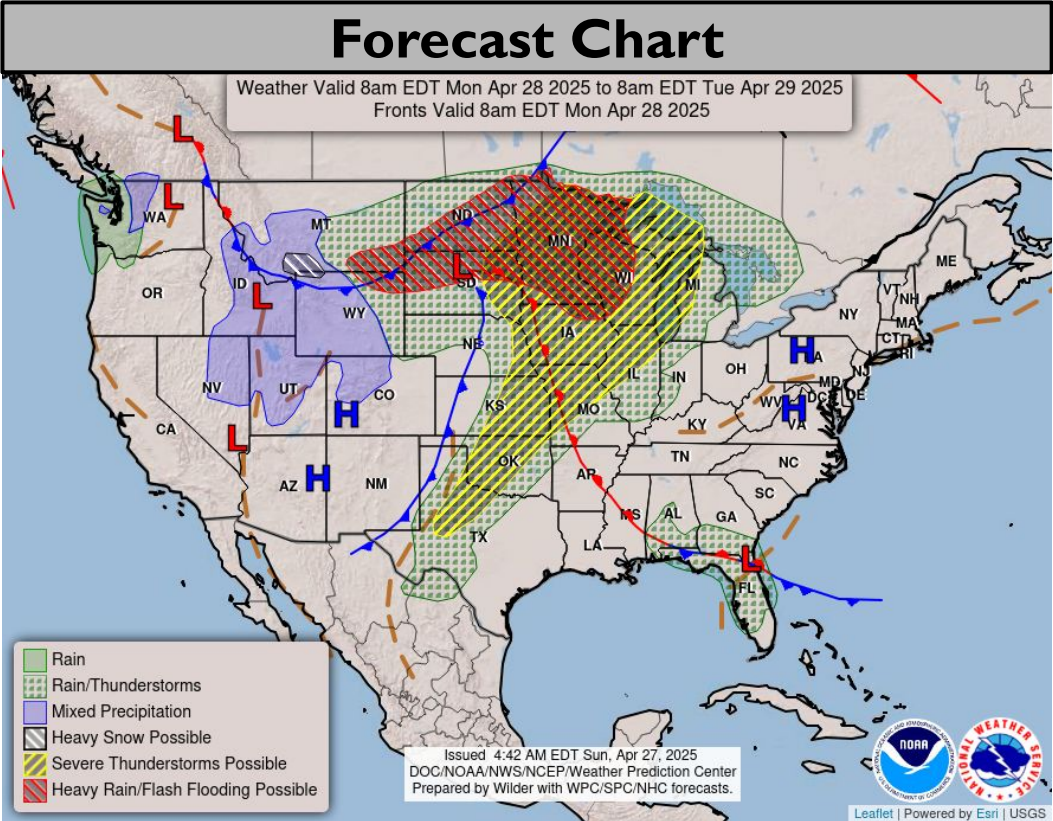 Forecast Chart
Weather Valid 8am EDT Mon Apr 28 2025 to 8am EDT Tue Apr 29 2025
Fronts Valid 8am EDT Mon Apr 28 2025
L
L
WA
MT
ND
MN
ME
OR
ID
L
L
SD
WI
MI
VT
NH
WY
NY
MA
CT
RI
IA
NE
H
PA
NJ
OH
IN
IL
NV
UT
CO
MD
DE
DC
WV
H
VA
H
KS
MO
KY
CA
L
OK
TN
NC
AZ
H
NM
AR
SC
MS
AL
GA
TX
LA
L
FL
Rain
Rain/Thunderstorms
Mixed Precipitation
Heavy Snow Possible
Severe Thunderstorms Possible
Heavy Rain/Flash Flooding Possible
Issued 4:42 AM EDT Sun, Apr 27, 2025
DOC/NOAA/NWS/NCEP/Weather Prediction Center
Prepared by Wilder with WPC/SPC/NHC forecasts.
NOAA
NATIONAL WEATHER SERVICE
Leaflet | Powered by Esri | USGS